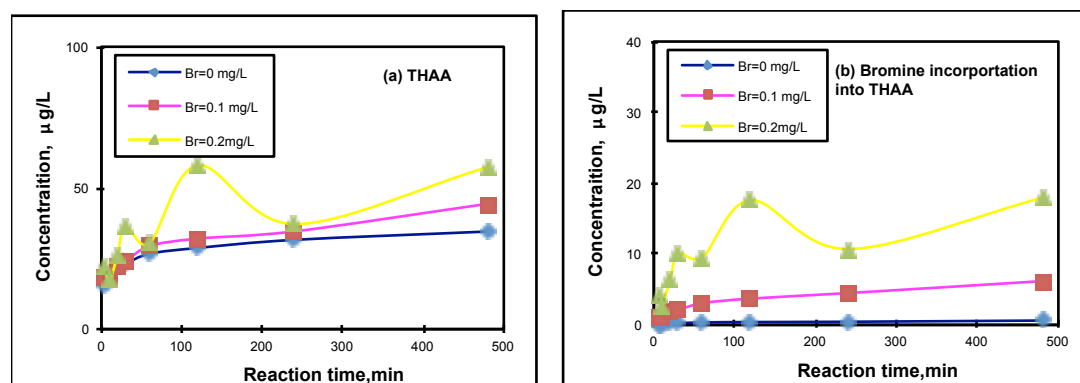 (a) THAA
Br=0 mg/L
Br=0.1 mg/L
Br=0.2mg/L
100
50
0
0 100 200 300 400 500
Concentraition, μg/L
Reaction time,min
(b) Bromine incorportation
into THAA
Br=0 mg/L
Br=0.1 mg/L
Br=0.2mg/L
40
30
20
10
0
0 100 200 300 400 500
Concentraition, μg/L
Reaction time,min